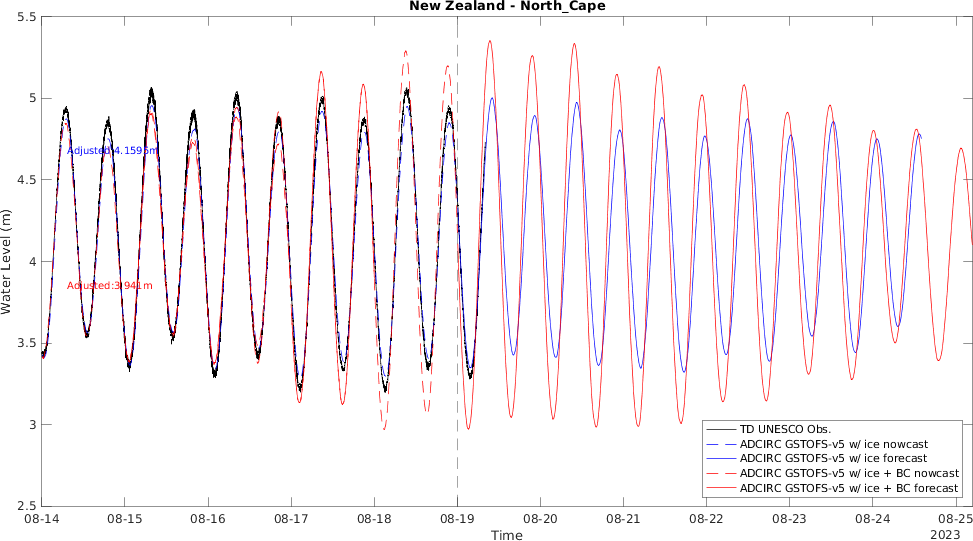 New Zealand - North_Cape
5.5
5
4.5
4
3.5
3
2.5
Water Level (m)
Adjusted:4.1595m
Adjusted:3.941m
TD UNESCO Obs.
ADCIRC GSTOFS-v5 w/ ice nowcast
ADCIRC GSTOFS-v5 w/ ice forecast
ADCIRC GSTOFS-v5 w/ ice + BC nowcast
ADCIRC GSTOFS-v5 w/ ice + BC forecast
08-14 08-15 08-16 08-17 08-18 08-19 08-20 08-21 08-22 08-23 08-24 08-25
Time
2023